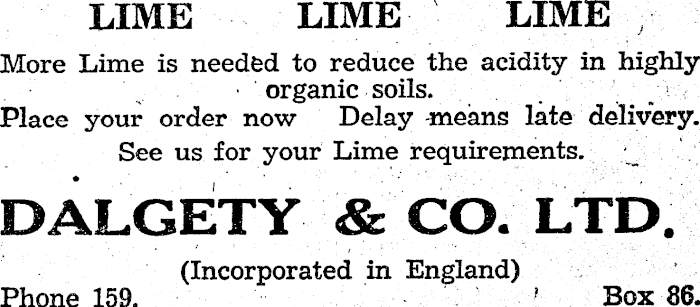 LIME LIME LIME
More Lime is needed to reduce the acidity in highly
organic soils.
Place your order now Delay means late delivery.
See us for your Lime requirements.
DALGETY & CO. LTD.
(Incorporated in England)
Phone 159. Box 86.